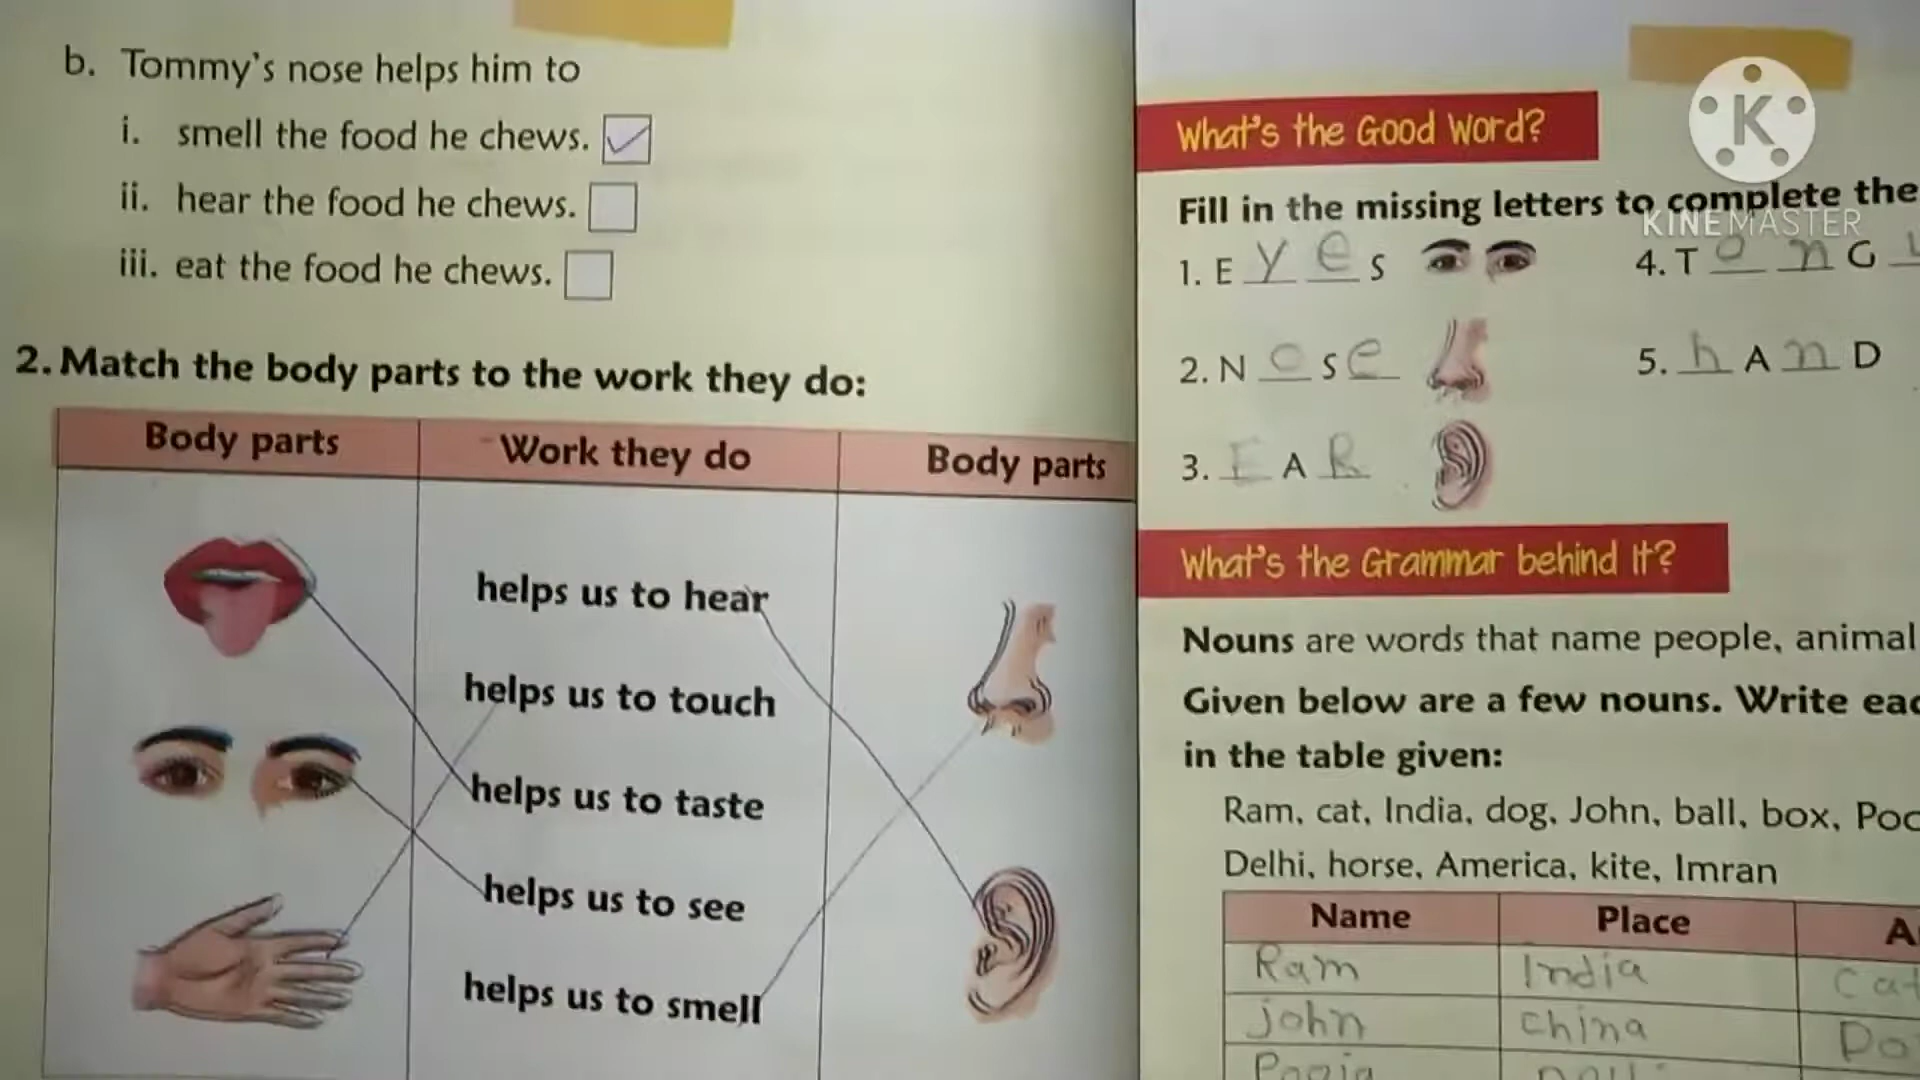 b. Tommy's nose helps him to
i. smell the food he chews.
ii. hear the food he chews.
iii. eat the food he chews.
2. Match the body parts to the work they do:
Body parts Work they do Body parts
helps us to hear
helps us to touch
helps us to taste
helps us to see
helps us to smell
What's the Good Word?
Fill in the missing letters to complete the
1. E y e S
4. T o n G
2. N o S e
5. h A n D
3. E A R
What's the Grammar behind It?
Nouns are words that name people, animal
Given below are a few nouns. Write eac
in the table given:
Ram, cat, India, dog, John, ball, box, Poo
Delhi, horse, America, kite, Imran
Name Place A
Ram India Cat
john china Do
Pooja
K
KINEMASTER